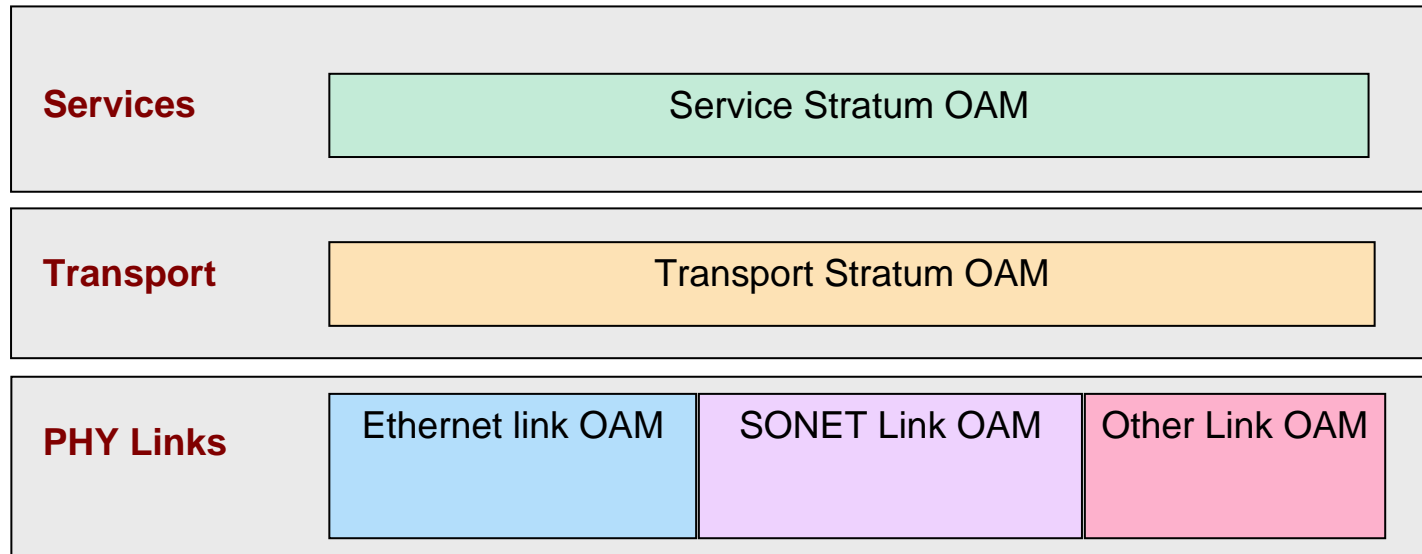 Services
Service Stratum OAM
Transport
Transport Stratum OAM
PHY Links
Ethernet link OAM
SONET Link OAM
Other Link OAM